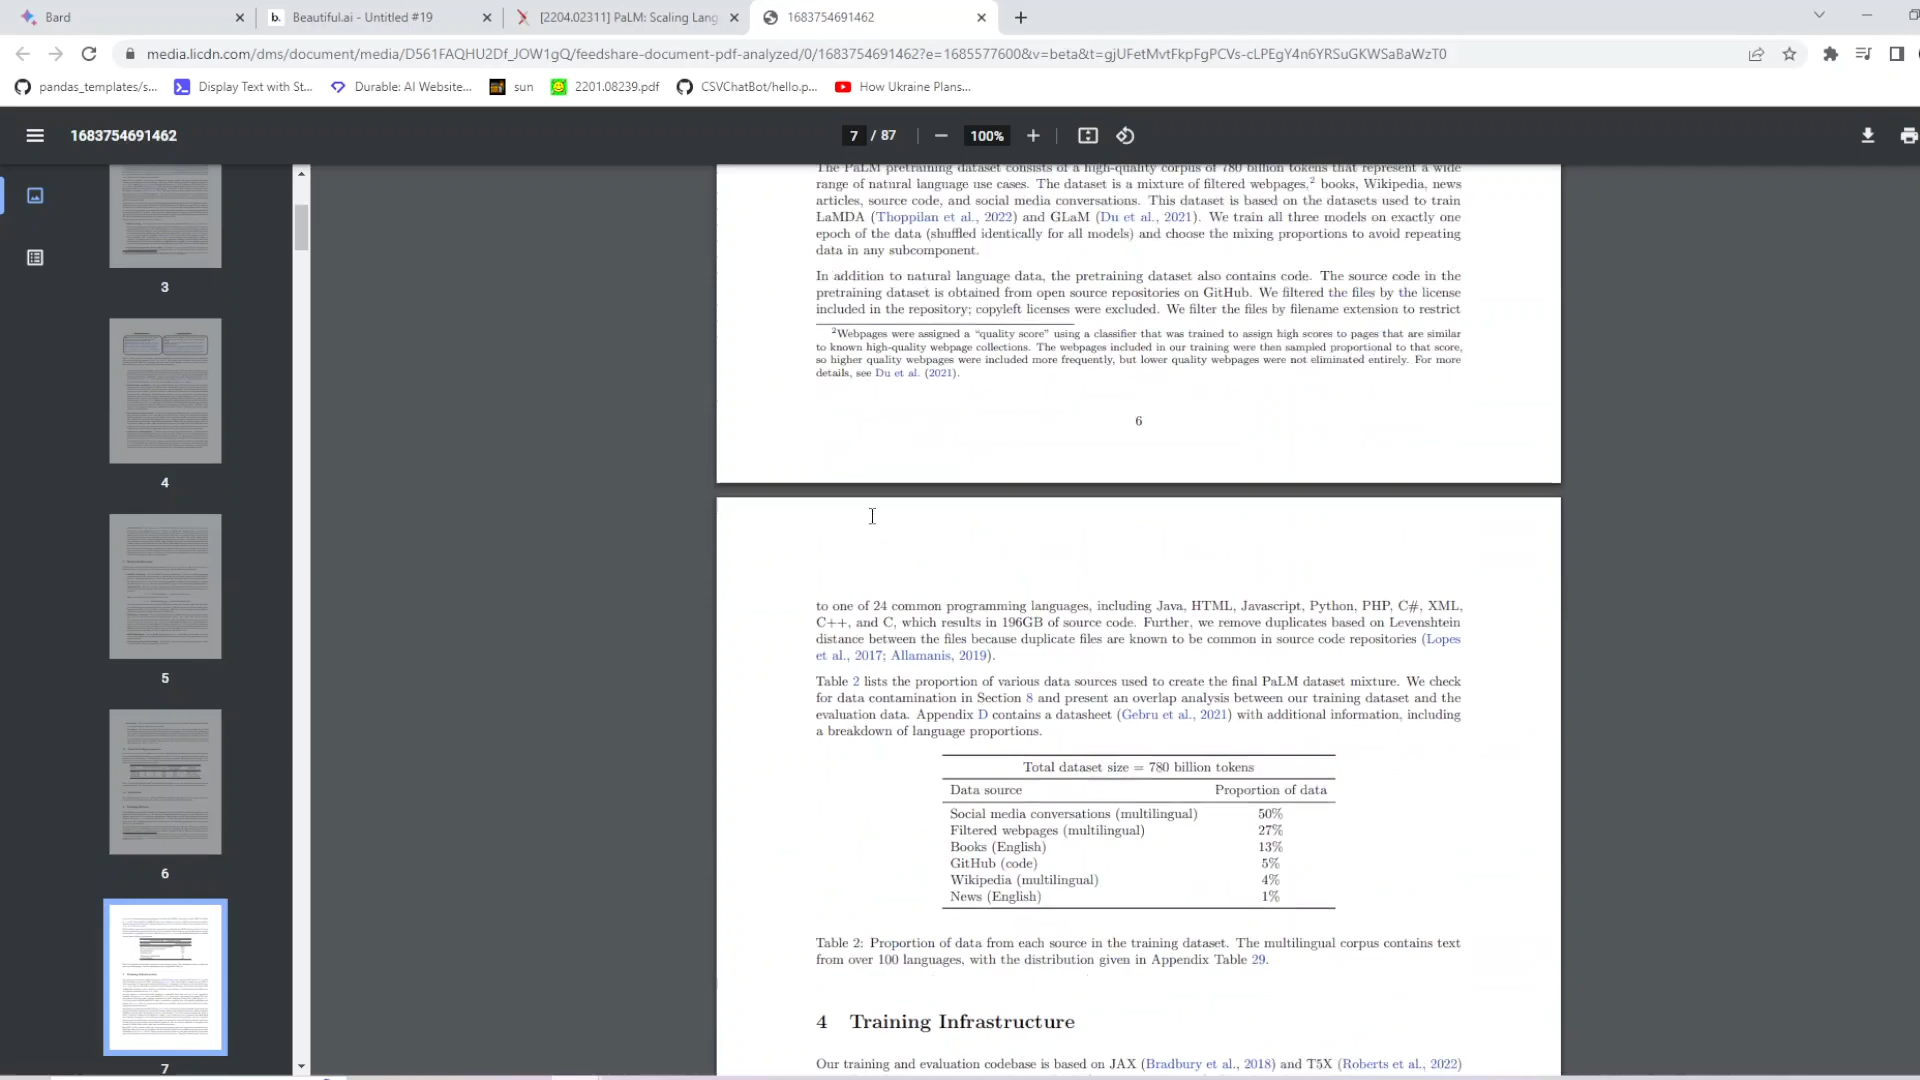 Bard
b. Beautiful.ai - Untitled #19
[2204.02311] PaLM: Scaling Lang
1683754691462
media.licdn.com/dms/document/media/D561FAQHU2Df_JOW1gQ/feedshare-document-pdf-analyzed/0/1683754691462?e=1685577600&v=beta&t=gjUFetMvtFkpFgPCVs-cLPEgY4n6YRSuGKWSaBaWzT0
pandas_templates/s...
Display Text with St...
Durable: AI Website...
sun
2201.08239.pdf
CSVChatBot/hello.p...
How Ukraine Plans...
1683754691462
7 / 87
100%
3
4
5
6
7
The PaLM pretraining dataset consists of a high-quality corpus of 780 billion tokens that represent a wide
range of natural language use cases. The dataset is a mixture of filtered webpages,2 books, Wikipedia, news
articles, source code, and social media conversations. This dataset is based on the datasets used to train
LaMDA (Thoppilan et al., 2022) and GLaM (Du et al., 2021). We train all three models on exactly one
epoch of the data (shuffled identically for all models) and choose the mixing proportions to avoid repeating
data in any subcomponent.
In addition to natural language data, the pretraining dataset also contains code. The source code in the
pretraining dataset is obtained from open source repositories on GitHub. We filtered the files by the license
included in the repository; copyleft licenses were excluded. We filter the files by filename extension to restrict
2Webpages were assigned a “quality score” using a classifier that was trained to assign high scores to pages that are similar
to known high-quality webpage collections. The webpages included in our training were then sampled proportional to that score,
so higher quality webpages were included more frequently, but lower quality webpages were not eliminated entirely. For more
details, see Du et al. (2021).
6
to one of 24 common programming languages, including Java, HTML, Javascript, Python, PHP, C#, XML,
C++, and C, which results in 196GB of source code. Further, we remove duplicates based on Levenshtein
distance between the files because duplicate files are known to be common in source code repositories (Lopes
et al., 2017; Allamanis, 2019).
Table 2 lists the proportion of various data sources used to create the final PaLM dataset mixture. We check
for data contamination in Section 8 and present an overlap analysis between our training dataset and the
evaluation data. Appendix D contains a datasheet (Gebru et al., 2021) with additional information, including
a breakdown of language proportions.
Total dataset size = 780 billion tokens
Data source Proportion of data
Social media conversations (multilingual) 50%
Filtered webpages (multilingual) 27%
Books (English) 13%
GitHub (code) 5%
Wikipedia (multilingual) 4%
News (English) 1%
Table 2: Proportion of data from each source in the training dataset. The multilingual corpus contains text
from over 100 languages, with the distribution given in Appendix Table 29.
4 Training Infrastructure
Our training and evaluation codebase is based on JAX (Bradbury et al., 2018) and T5X (Roberts et al., 2022)